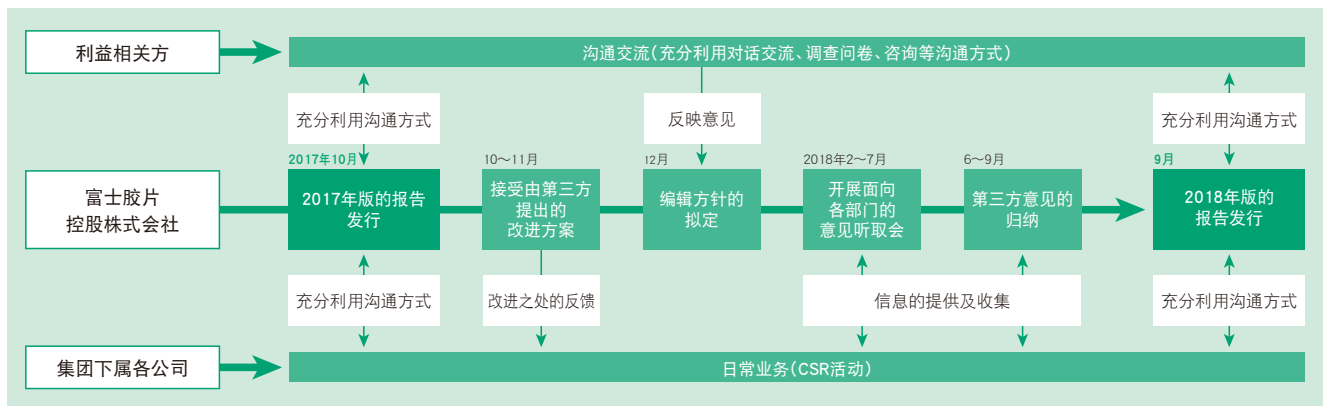 利益相关方
沟通交流（充分利用对话交流、调查问卷、咨询等沟通方式）
充分利用沟通方式
反映意见
充分利用沟通方式
富士胶片
控股株式会社
2017年10月
2017年版的报告
发行
10～11月
接受由第三方
提出的
改进方案
12月
编辑方针的
拟定
2018年2～7月
开展面向
各部门的
意见听取会
6～9月
第三方意见的
归纳
9月
2018年版的
报告发行
充分利用沟通方式
改进之处的反馈
信息的提供及收集
充分利用沟通方式
集团下属各公司
日常业务（CSR活动）